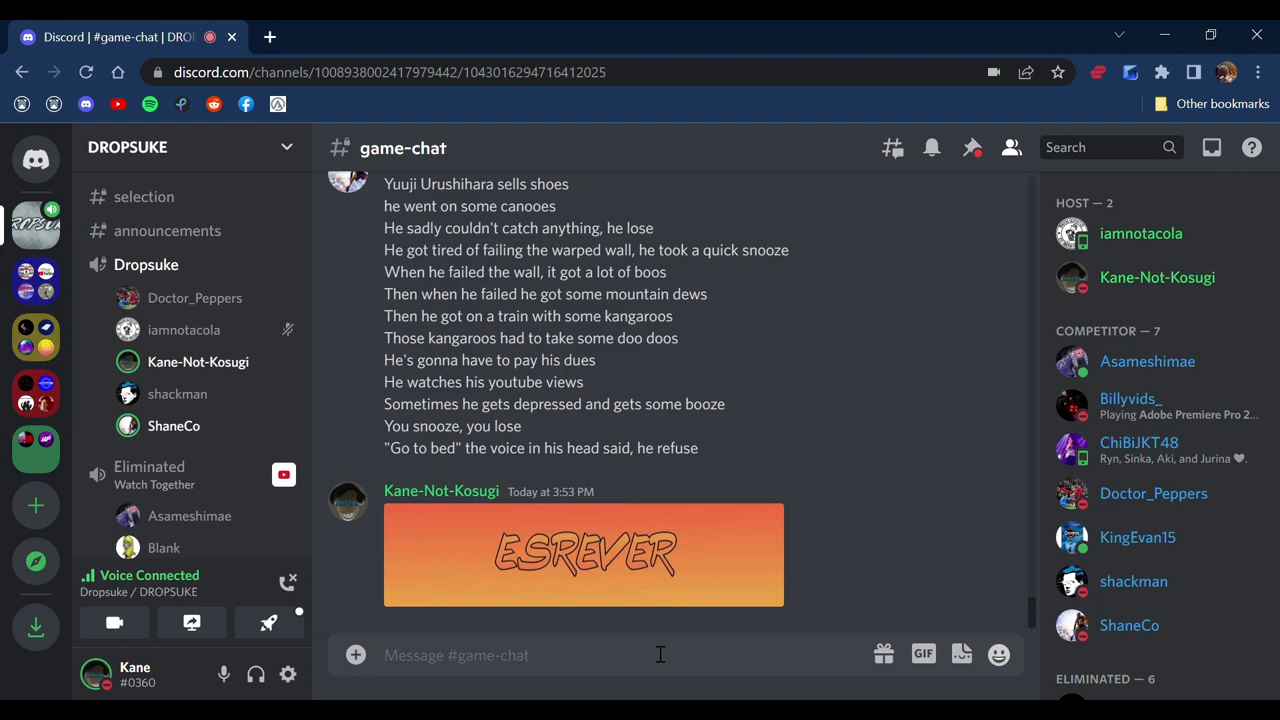 Discord | #game-chat | DRO
discord.com/channels/1008938002417979442/1043016294716412025
Other bookmarks
DROPSUKE
selection
announcements
Dropsuke
Doctor_Peppers
iamnotacola
Kane-Not-Kosugi
shackman
ShaneCo
Eliminated
Watch Together
Asameshimae
Blank
Voice Connected
Dropsuke / DROPSUKE
Kane
#0360
game-chat
Search
Yuuji Urushihara sells shoes
he went on some canooes
He sadly couldn't catch anything, he lose
He got tired of failing the warped wall, he took a quick snooze
When he failed the wall, it got a lot of boos
Then when he failed he got some mountain dews
Then he got on a train with some kangaroos
Those kangaroos had to take some doo doos
He's gonna have to pay his dues
He watches his youtube views
Sometimes he gets depressed and gets some booze
You snooze, you lose
"Go to bed" the voice in his head said, he refuse
Kane-Not-Kosugi Today at 3:53 PM
ESREVER
Message #game-chat
GIF
HOST — 2
iamnotacola
Kane-Not-Kosugi
COMPETITOR — 7
Asameshimae
Billyvids_
Playing Adobe Premiere Pro 2...
ChiBiJKT48
Ryn, Sinka, Aki, and Jurina ♥.
Doctor_Peppers
KingEvan15
shackman
ShaneCo
ELIMINATED — 6